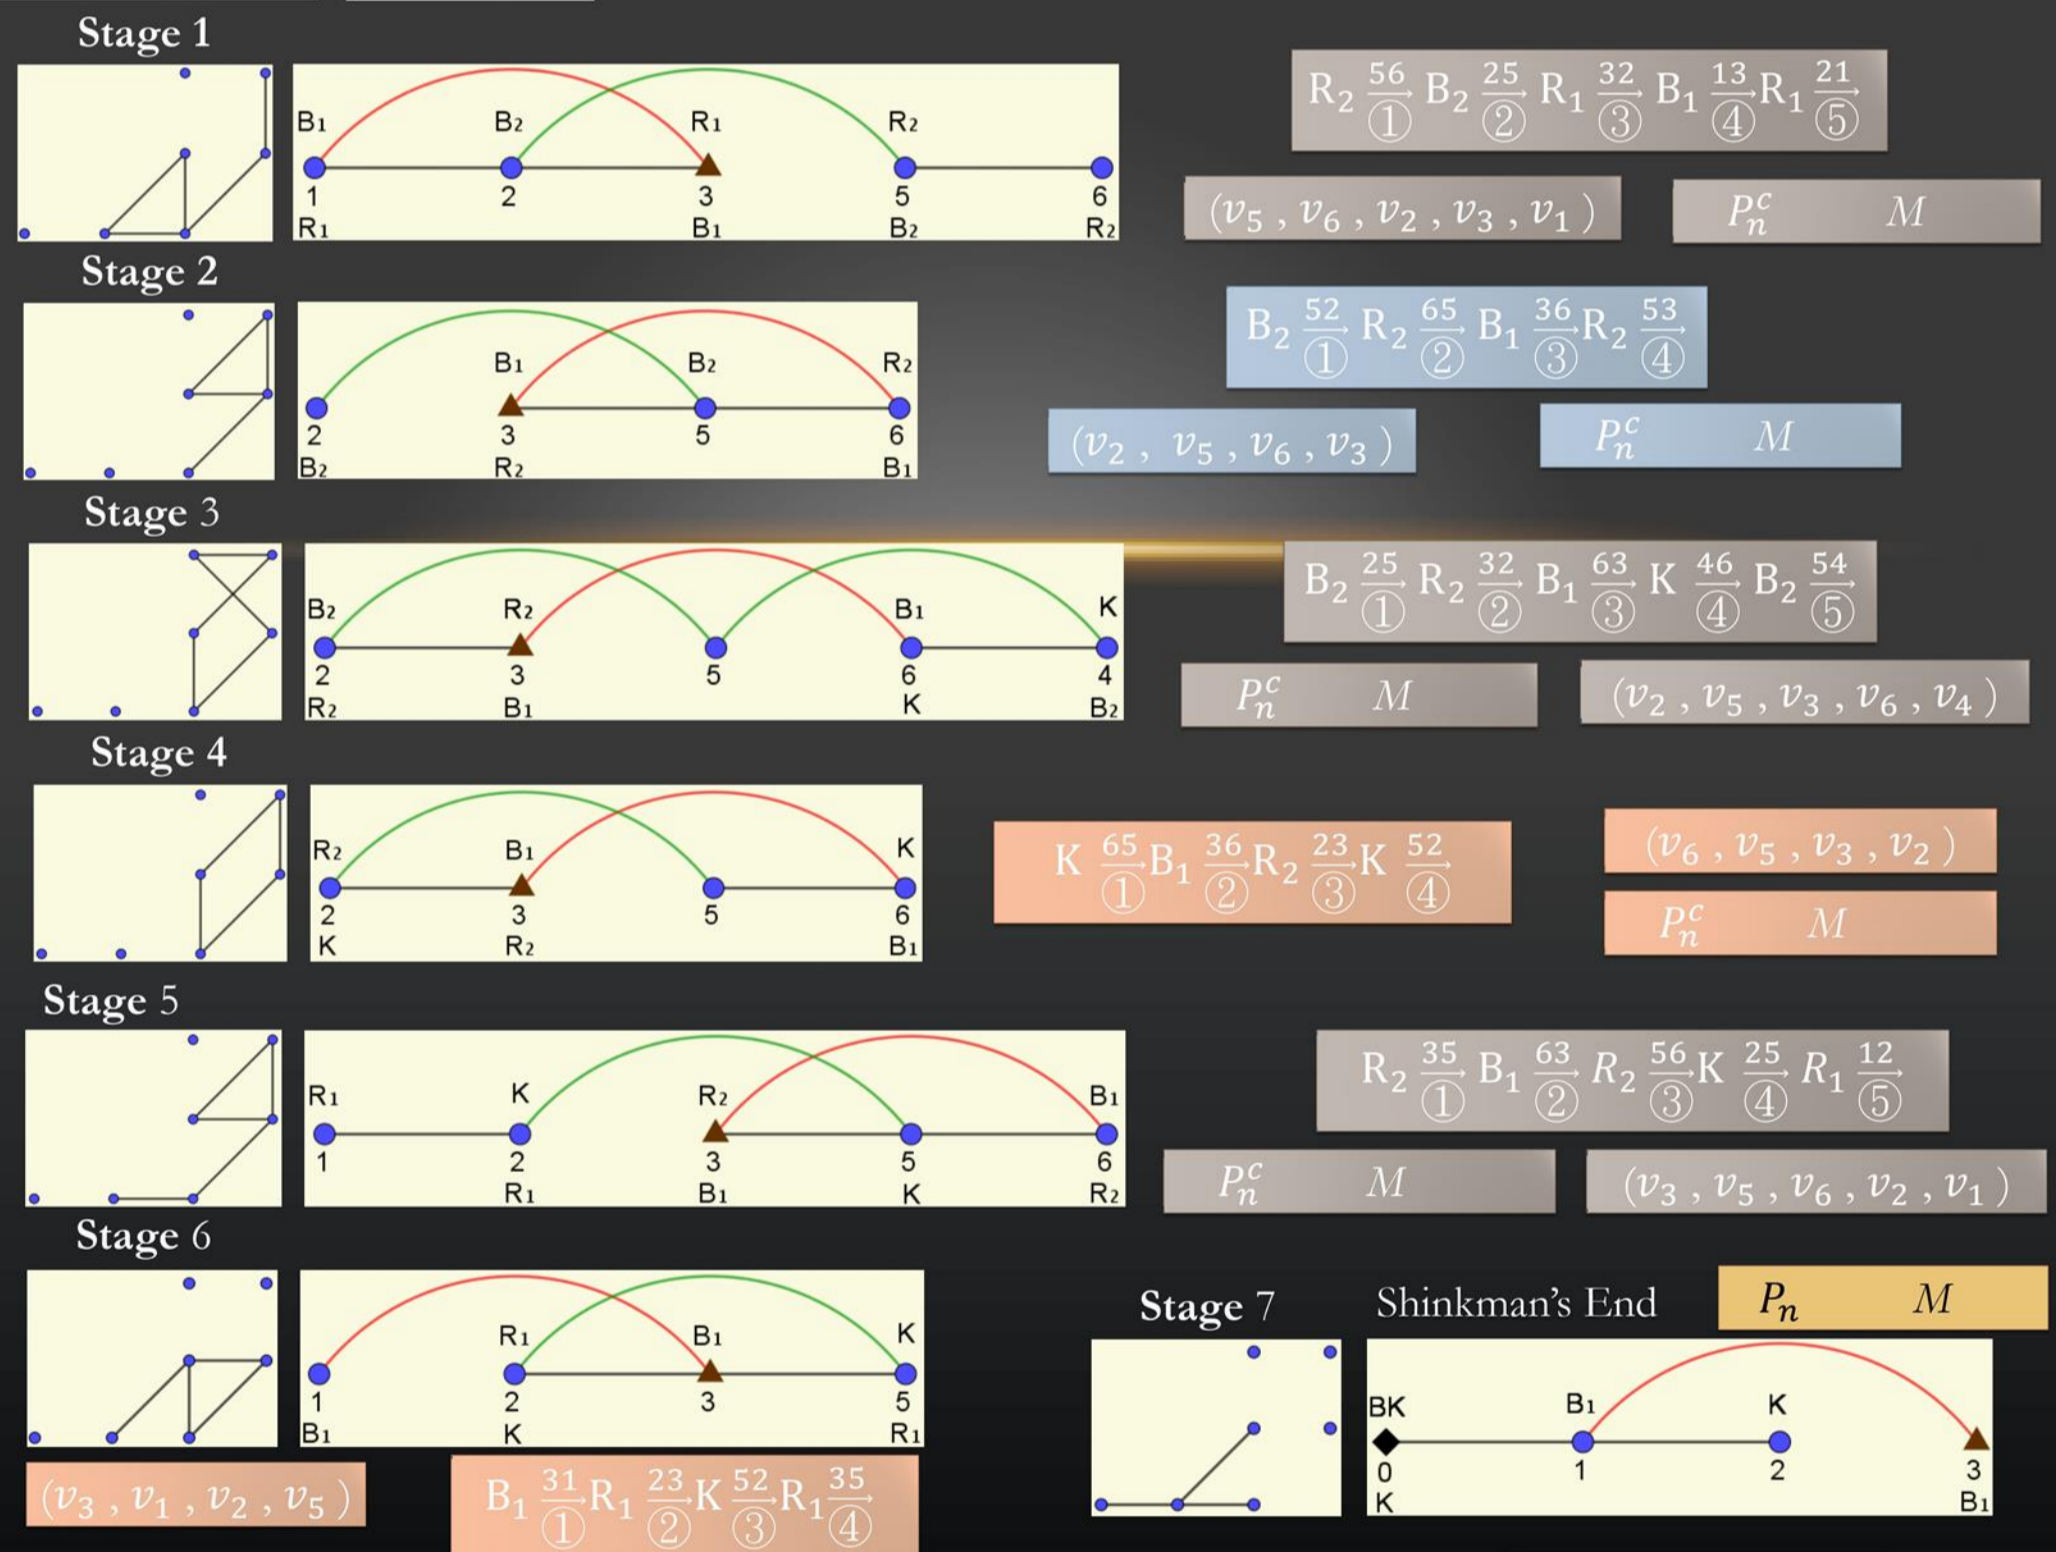 Stage 1
B₁ B₂ R₁ R₂
1 2 3 5 6
R₁ B₁ B₂ R₂
R₂ 56→① B₂ 25→② R₁ 32→③ B₁ 13→④ R₁ 21→⑤
(v₅ , v₆ , v₂ , v₃ , v₁ )
Pₙᶜ M
Stage 2
B₁ B₂ R₂
2 3 5 6
B₂ R₂ B₁
B₂ 52→① R₂ 65→② B₁ 36→③ R₂ 53→④
(v₂ , v₅ , v₆ , v₃ )
Pₙᶜ M
Stage 3
B₂ R₂ B₁ K
2 3 5 6 4
R₂ B₁ K B₂
B₂ 25→① R₂ 32→② B₁ 63→③ K 46→④ B₂ 54→⑤
Pₙᶜ M
(v₂ , v₅ , v₃ , v₆ , v₄ )
Stage 4
R₂ B₁ K
2 3 5 6
K R₂ B₁
K 65→① B₁ 36→② R₂ 23→③ K 52→④
(v₆ , v₅ , v₃ , v₂ )
Pₙᶜ M
Stage 5
R₁ K R₂ B₁
1 2 3 5 6
R₁ B₁ K R₂
R₂ 35→① B₁ 63→② R₂ 56→③ K 25→④ R₁ 12→⑤
Pₙᶜ M
(v₃ , v₅ , v₆ , v₂ , v₁ )
Stage 6
R₁ B₁ K
1 2 3 5
B₁ K R₁
(v₃ , v₁ , v₂ , v₅ )
B₁ 31→① R₁ 23→② K 52→③ R₁ 35→④
Stage 7
Shinkman's End
Pₙ M
BK B₁ K
0 1 2 3
K B₁